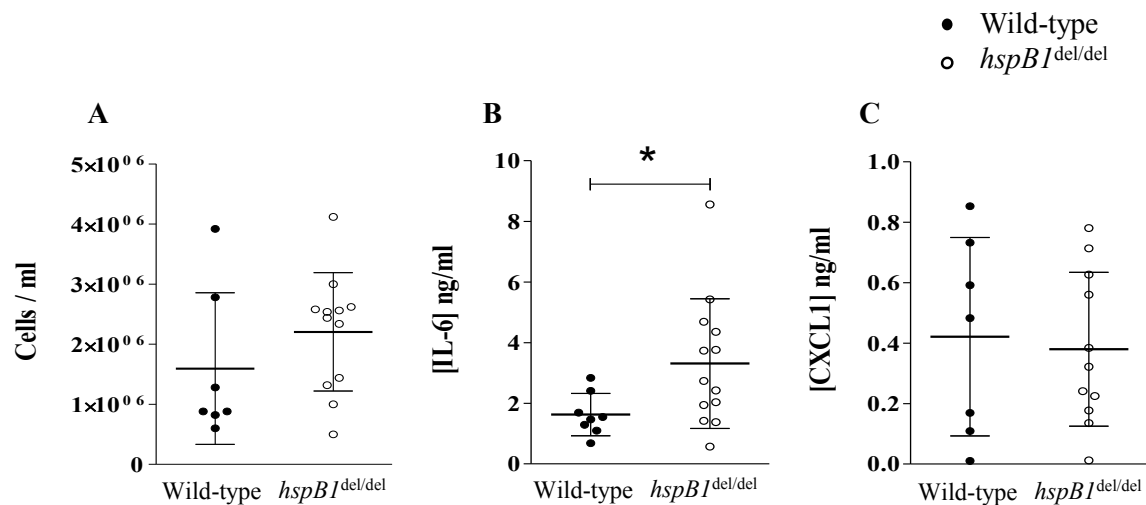 Wild-type
hspB1del/del
A
B
C
5×10⁰⁶
4×10⁰⁶
3×10⁰⁶
2×10⁰⁶
1×10⁰⁶
0
Cells / ml
Wild-type hspB1del/del
*
10
8
6
4
2
0
[IL-6] ng/ml
Wild-type hspB1del/del
1.0
0.8
0.6
0.4
0.2
0.0
[CXCL1] ng/ml
Wild-type hspB1del/del